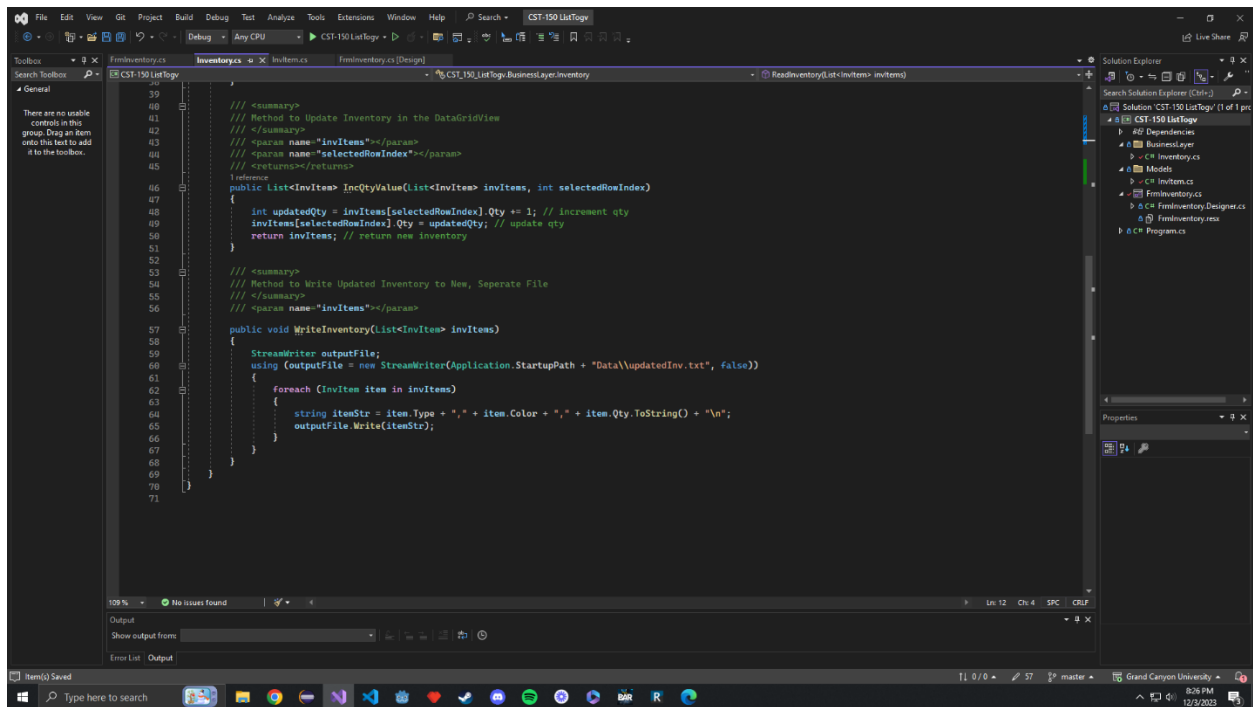 File Edit View Git Project Build Debug Test Analyze Tools Extensions Window Help Search CST-150 ListTogv
Debug Any CPU CST-150 ListTogv Live Share
Toolbox
Search Toolbox
General
There are no usable
controls in this
group. Drag an item
onto this text to add
it to the toolbox.
FrmInventory.cs Inventory.cs InvItem.cs FrmInventory.cs [Design]
CST-150 ListTogv CST_150_ListTogv.BusinessLayer.Inventory ReadInventory(List<InvItem> invItems)
38 }
39
40 /// <summary>
41 /// Method to Update Inventory in the DataGridView
42 /// </summary>
43 /// <param name="invItems"></param>
44 /// <param name="selectedRowIndex"></param>
45 /// <returns></returns>
1 reference
46 public List<InvItem> IncQtyValue(List<InvItem> invItems, int selectedRowIndex)
47 {
48 int updatedQty = invItems[selectedRowIndex].Qty += 1; // increment qty
49 invItems[selectedRowIndex].Qty = updatedQty; // update qty
50 return invItems; // return new inventory
51 }
52
53 /// <summary>
54 /// Method to Write Updated Inventory to New, Seperate File
55 /// </summary>
56 /// <param name="invItems"></param>
57 public void WriteInventory(List<InvItem> invItems)
58 {
59 StreamWriter outputFile;
60 using (outputFile = new StreamWriter(Application.StartupPath + "Data\\updatedInv.txt", false))
61 {
62 foreach (InvItem item in invItems)
63 {
64 string itemStr = item.Type + "," + item.Color + "," + item.Qty.ToString() + "\n";
65 outputFile.Write(itemStr);
66 }
67 }
68 }
69 }
70 }
71
109 % No issues found Ln: 12 Ch: 4 SPC CRLF
Output
Show output from:
Error List Output
Solution Explorer
Search Solution Explorer (Ctrl+;)
Solution 'CST-150 ListTogv' (1 of 1 prc
CST-150 ListTogv
Dependencies
BusinessLayer
C# Inventory.cs
Models
C# InvItem.cs
FrmInventory.cs
C# FrmInventory.Designer.cs
FrmInventory.resx
C# Program.cs
Properties
Item(s) Saved 0 / 0 57 master Grand Canyon University
Type here to search BAR R 8:26 PM
12/3/2023